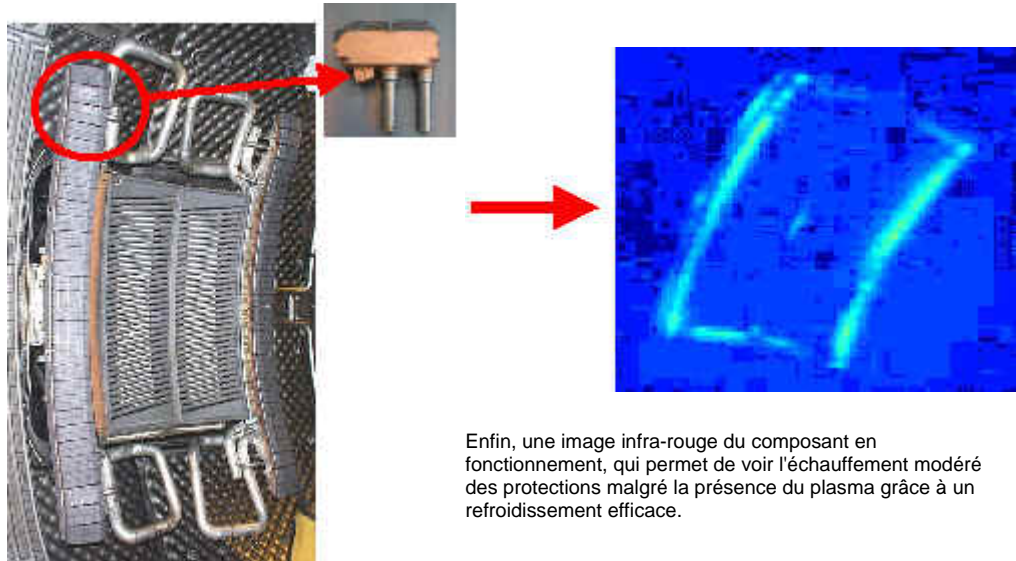 Enfin, une image infra-rouge du composant en
fonctionnement, qui permet de voir l'échauffement modéré
des protections malgré la présence du plasma grâce à un
refroidissement efficace.